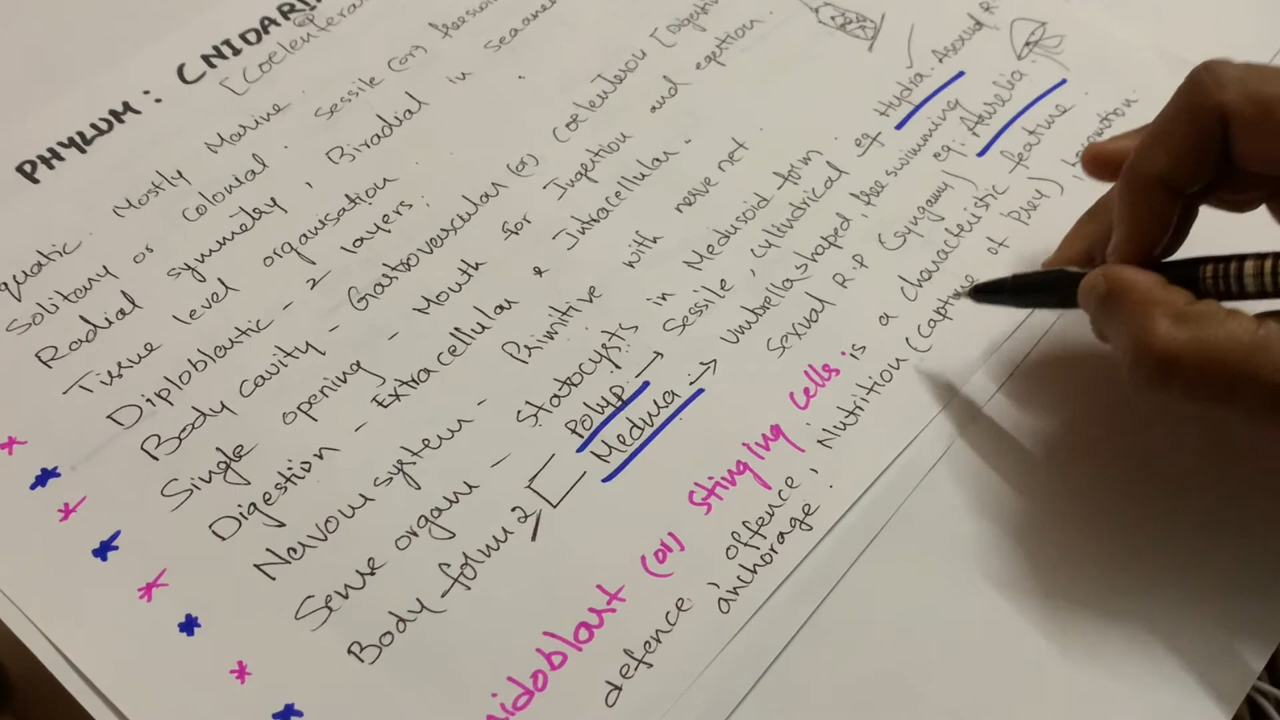 PHYLUM: CNIDARI
[Coelentera
quatic. Mostly Marine.
Solitary or Colonial. Sessile (or)
Radial symmetry, Biradial in seaanem
Tissue level organisation.
Diploblastic - 2 layers.
Body cavity - Gastrovascular (or) Coelenteron [Digestiv
Single opening - Mouth for Ingestion and egestion.
Digestion - Extracellular & Intracellular.
Nervous system - Primitive with nerve net
Sense organ - Statocysts in Medusoid form.
Body forms 2 Polyp → Sessile, cylindrical eg Hydra. Asexual R.
Medusa → Umbrella shaped, free swimming
Sexual R.P (Syngamy) eg: Aurelia.
nidoblast (or) Stinging cells is a characteristic feature.
defence, offence, Nutrition (capture of Prey), locomotion
anchorage.